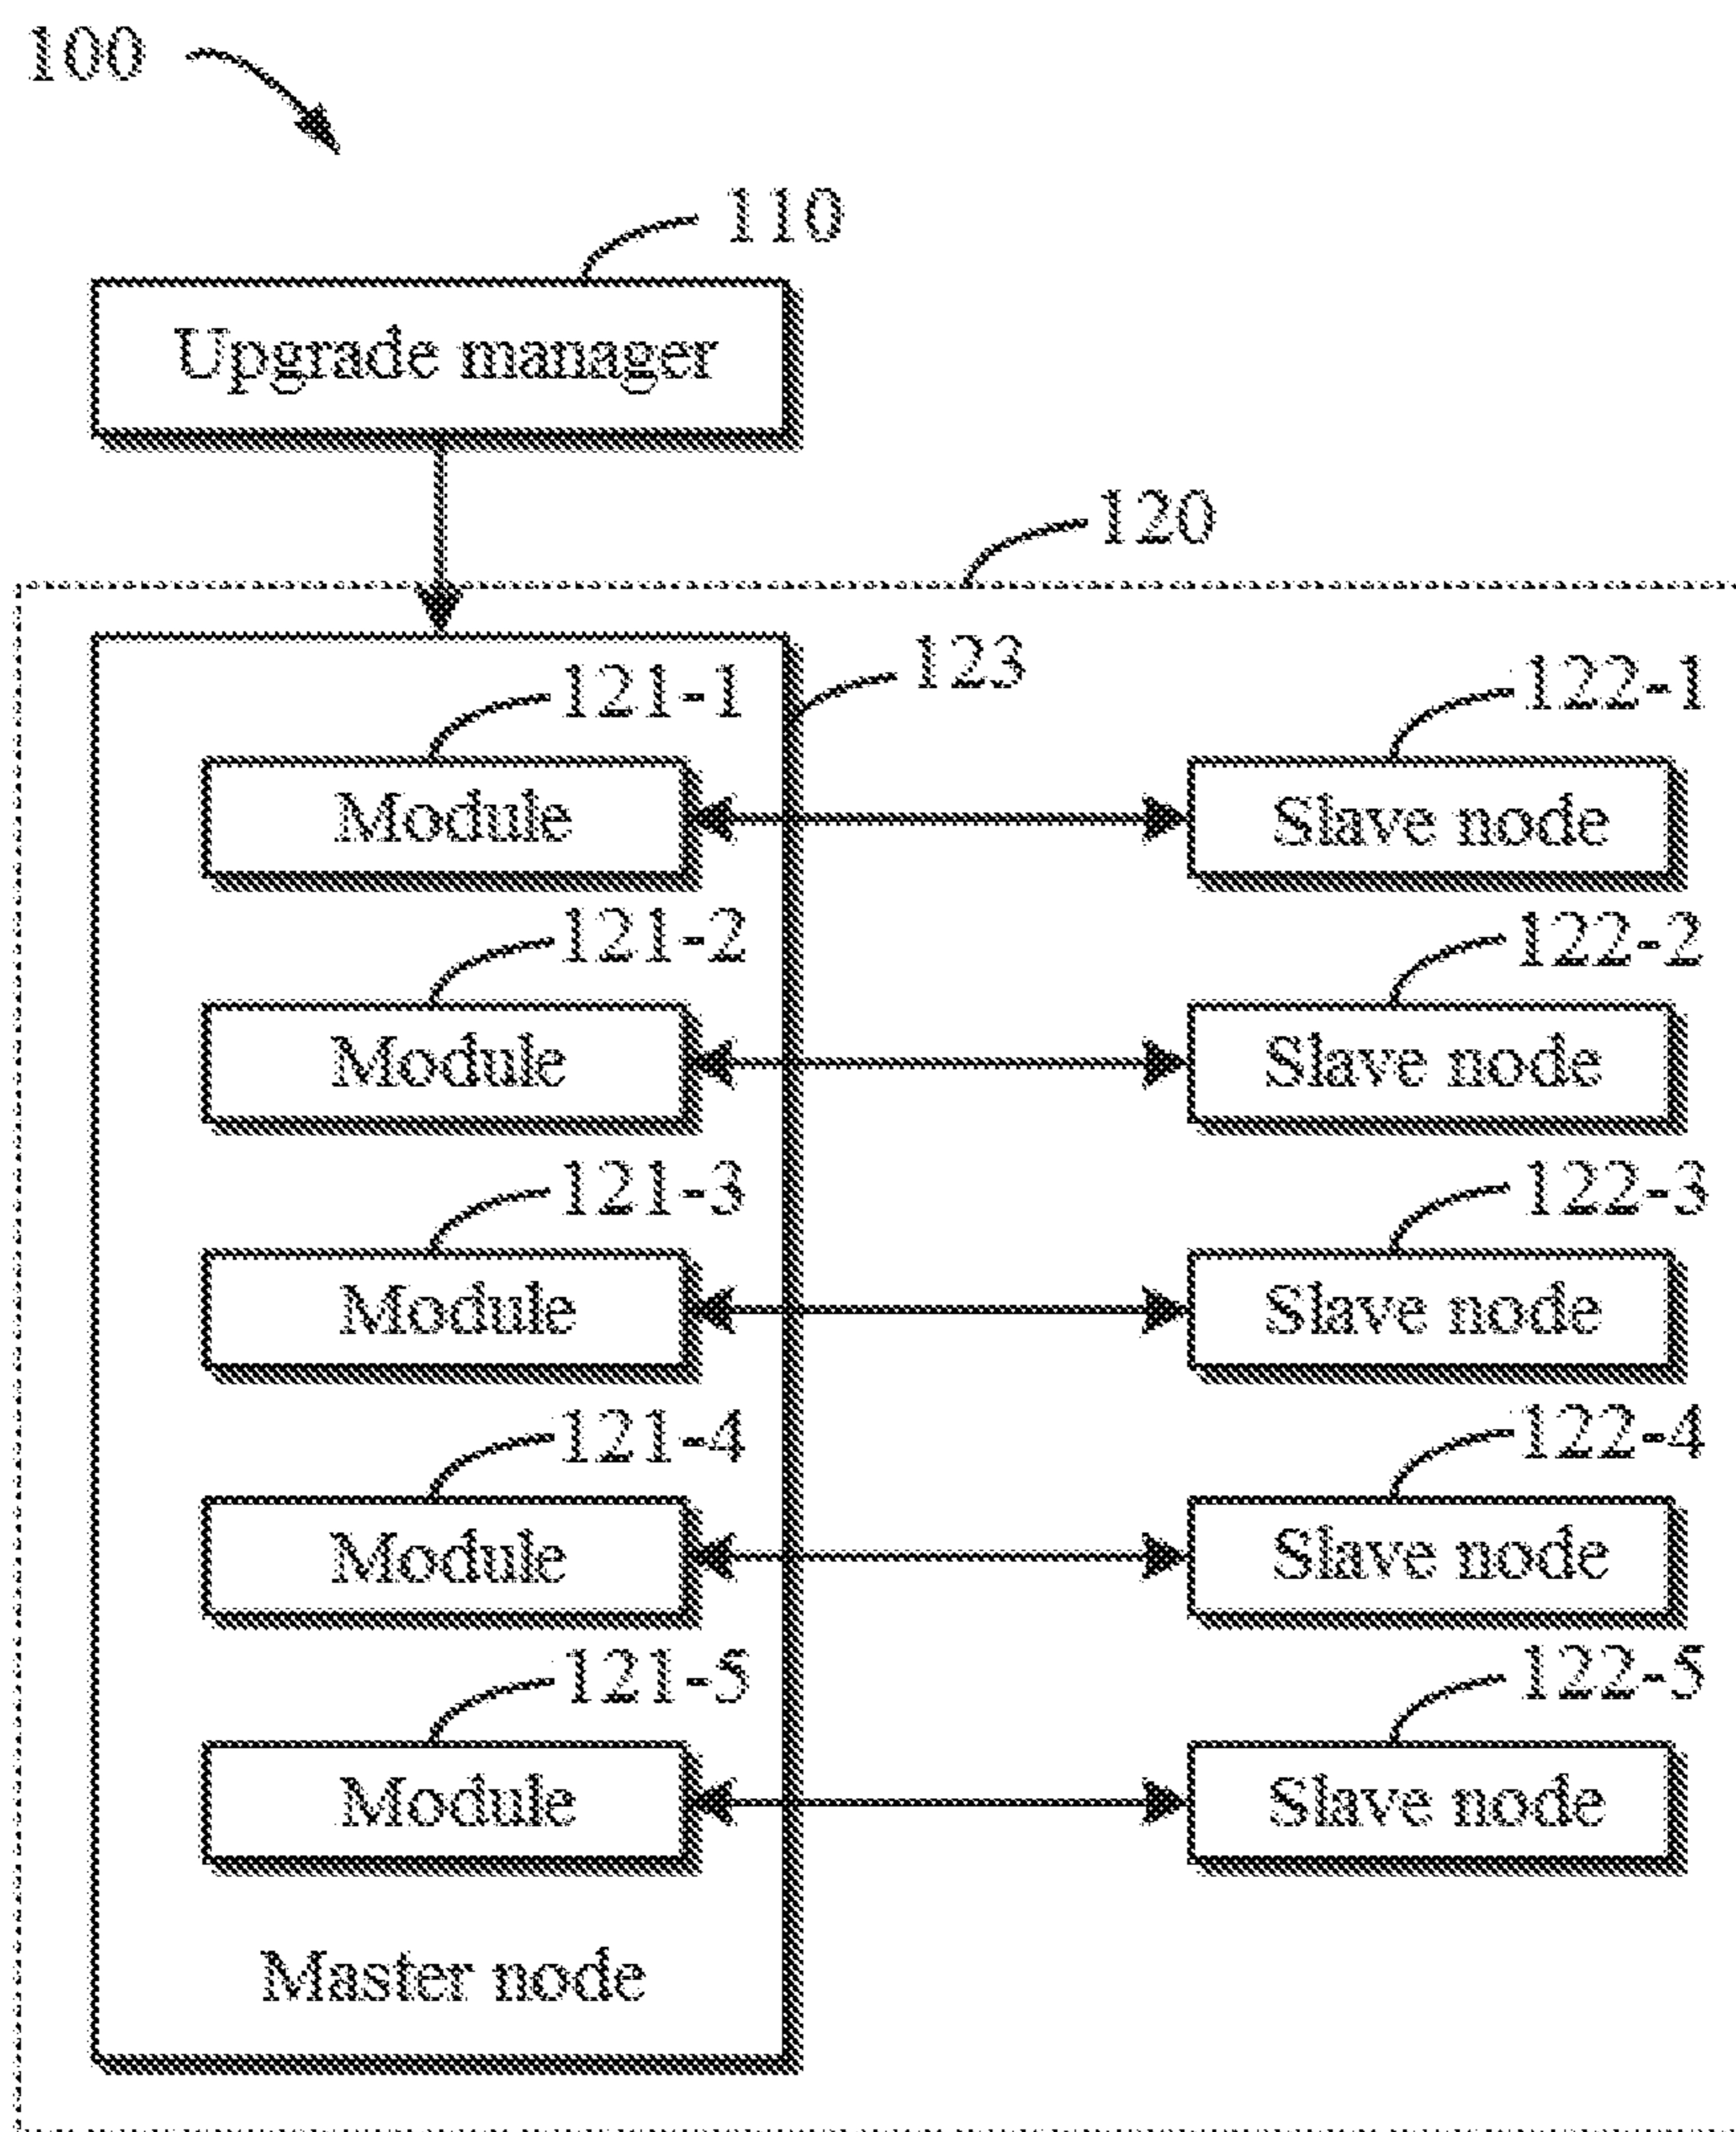 100
110
Upgrade manager
120
123
121-1
122-1
Module
Slave node
121-2
122-2
Module
Slave node
121-3
122-3
Module
Slave node
121-4
122-4
Module
Slave node
121-5
122-5
Module
Slave node
Master node